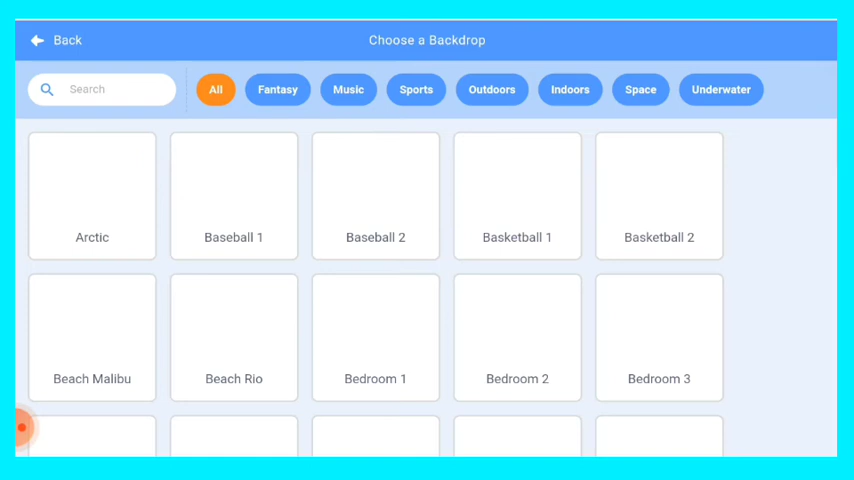 Back
Choose a Backdrop
Search
All
Fantasy
Music
Sports
Outdoors
Indoors
Space
Underwater
Arctic
Baseball 1
Baseball 2
Basketball 1
Basketball 2
Beach Malibu
Beach Rio
Bedroom 1
Bedroom 2
Bedroom 3